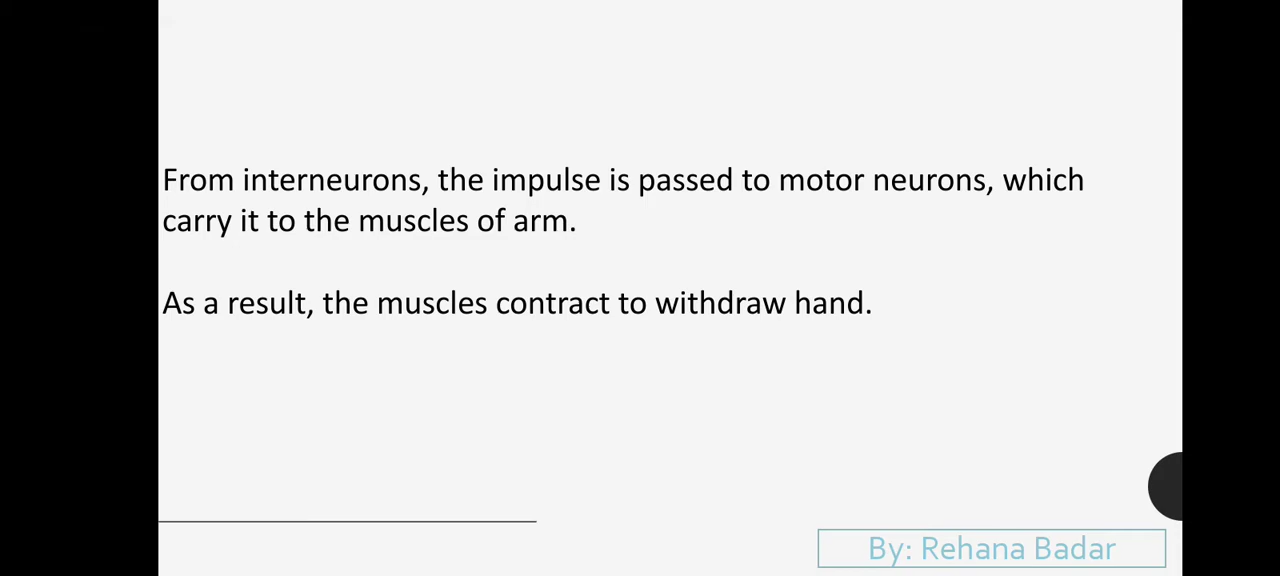 From interneurons, the impulse is passed to motor neurons, which
carry it to the muscles of arm.
As a result, the muscles contract to withdraw hand.
By: Rehana Badar